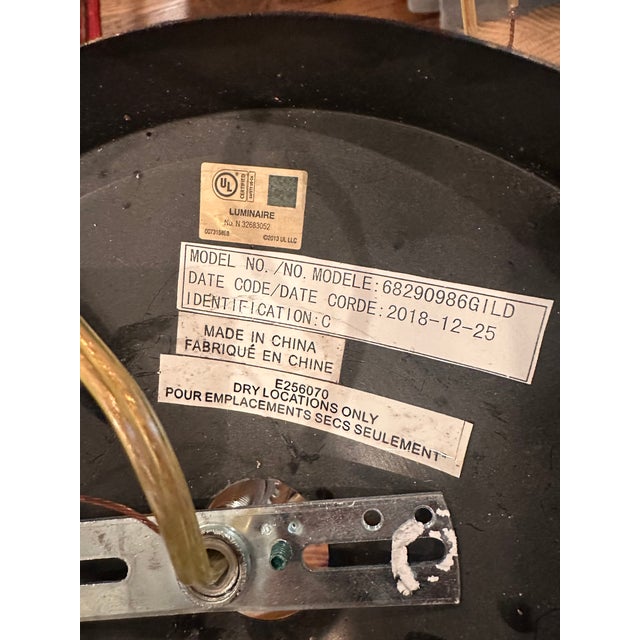 UL
CERTIFIED
LUMINAIRE
No. N 32683052
©2013 UL LLC
MODEL NO./NO. MODELE:68290986GILD
DATE CODE/DATE CORDE:2018-12-25
IDENTIFICATION:C
MADE IN CHINA
FABRIQUÉ EN CHINE
E256070
DRY LOCATIONS ONLY
POUR EMPLACEMENTS SECS SEULEMENT